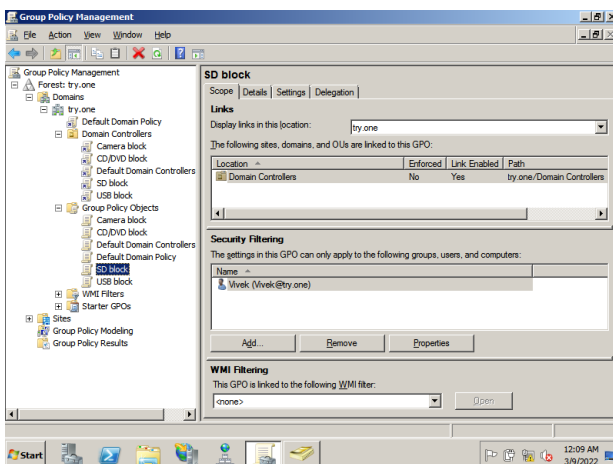 Group Policy Management
File Action View Window Help
Group Policy Management
Forest: try.one
Domains
try.one
Default Domain Policy
Domain Controllers
Camera block
CD/DVD block
Default Domain Controllers
SD block
USB block
Group Policy Objects
Camera block
CD/DVD block
Default Domain Controllers
Default Domain Policy
SD block
USB block
WMI Filters
Starter GPOs
Sites
Group Policy Modeling
Group Policy Results
SD block
Scope Details Settings Delegation
Links
Display links in this location: try.one
The following sites, domains, and OUs are linked to this GPO:
Location Enforced Link Enabled Path
Domain Controllers No Yes try.one/Domain Controllers
Security Filtering
The settings in this GPO can only apply to the following groups, users, and computers:
Name
Vivek (Vivek@try.one)
Add... Remove Properties
WMI Filtering
This GPO is linked to the following WMI filter:
<none> Open
Start 12:09 AM
3/9/2022